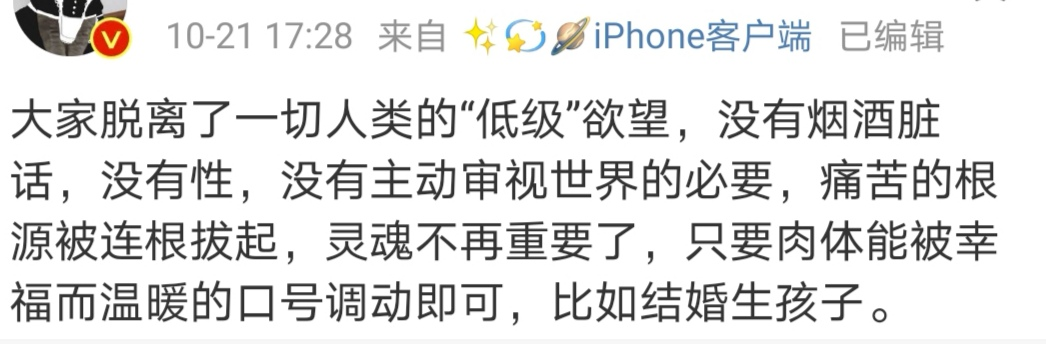 10-21 17:28 来自 ✨💫🪐iPhone客户端 已编辑
大家脱离了一切人类的“低级”欲望，没有烟酒脏
话，没有性，没有主动审视世界的必要，痛苦的根
源被连根拔起，灵魂不再重要了，只要肉体能被幸
福而温暖的口号调动即可，比如结婚生孩子。